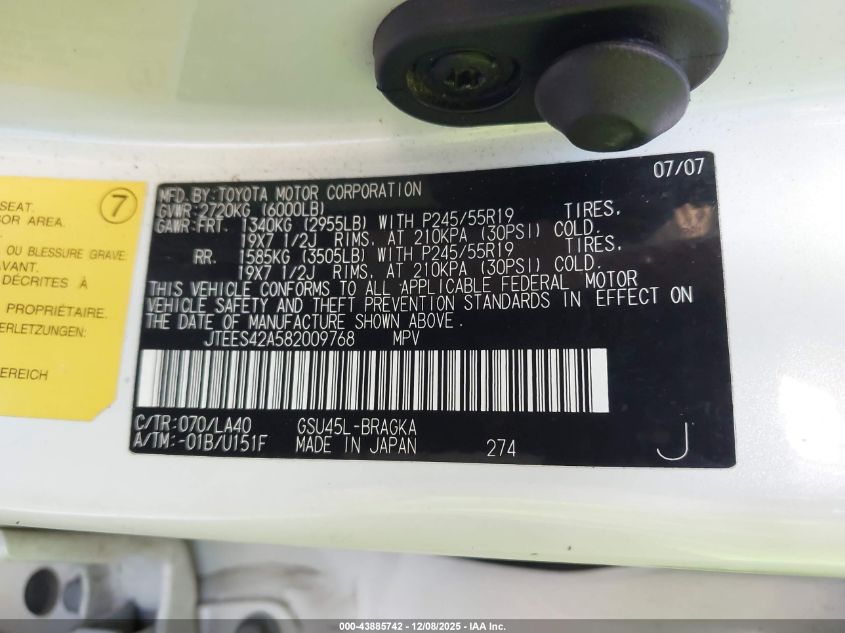 SEAT.
SOR AREA.
7
OU BLESSURE GRAVE:
AVANT.
DÉCRITES À
PROPRIÉTAIRE.
ERLETZUNGEN:
BEREICH
07/07
MFD. BY: TOYOTA MOTOR CORPORATION
GVWR: 2720KG (6000LB)
GAWR: FRT. 1340KG (2955LB) WITH P245/55R19 TIRES,
19X7 1/2J RIMS, AT 210KPA (30PSI) COLD.
RR. 1585KG (3505LB) WITH P245/55R19 TIRES,
19X7 1/2J RIMS, AT 210KPA (30PSI) COLD.
THIS VEHICLE CONFORMS TO ALL APPLICABLE FEDERAL MOTOR
VEHICLE SAFETY AND THEFT PREVENTION STANDARDS IN EFFECT ON
THE DATE OF MANUFACTURE SHOWN ABOVE.
JTEES42A582009768 MPV
C/TR: 070/LA40 GSU45L-BRAGKA
A/TM: -01B/U151F MADE IN JAPAN 274 J
000-43885742 - 12/08/2025 - IAA Inc.